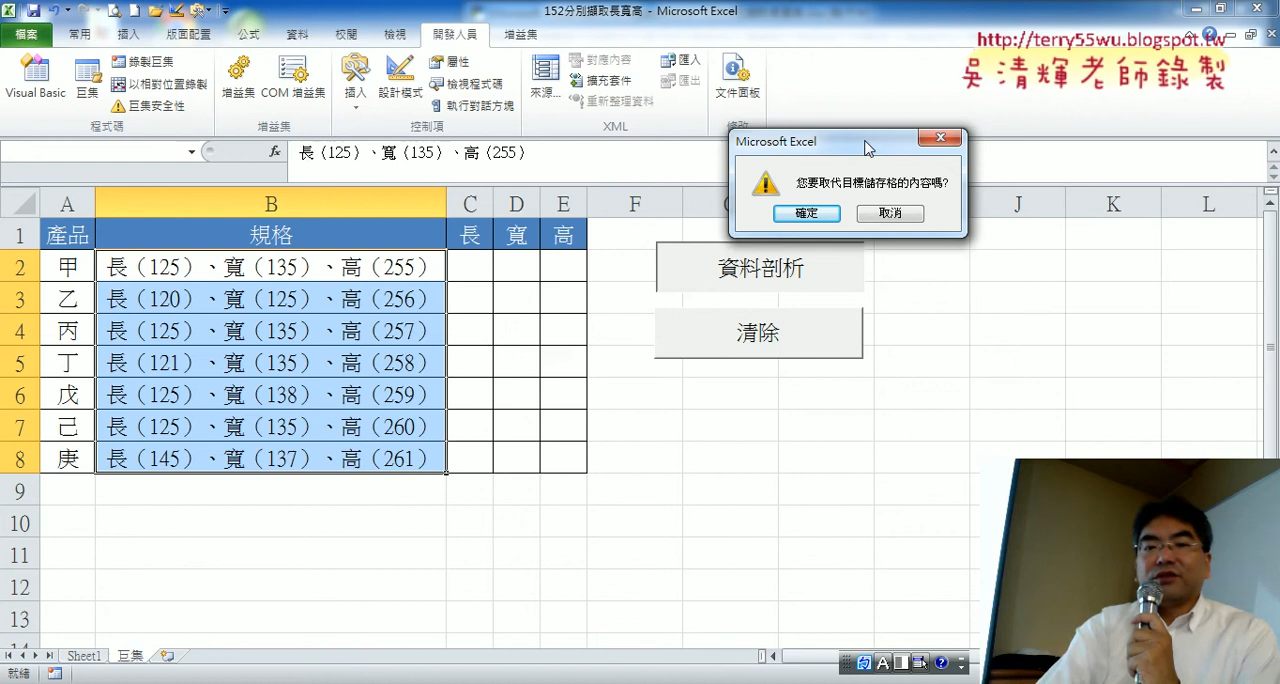 152分別擷取長寬高 - Microsoft Excel
檔案 常用 插入 版面配置 公式 資料 校閱 檢視 開發人員 增益集
http://terry55wu.blogspot.tw
吳清輝老師錄製
Visual Basic 巨集 錄製巨集 以相對位置錄製 巨集安全性 程式碼
增益集 COM 增益集 增益集
插入 設計模式 屬性 檢視程式碼 執行對話方塊 控制項
來源... 對應內容 擴充套件 重新整理資料 匯入 匯出 XML
文件面板 修改
fx 長（125）、寬（135）、高（255）
Microsoft Excel
您要取代目標儲存格的內容嗎?
確定 取消
A B C D E F J K L
1 產品 規格 長 寬 高
2 甲 長（125）、寬（135）、高（255）
3 乙 長（120）、寬（125）、高（256）
4 丙 長（125）、寬（135）、高（257）
5 丁 長（121）、寬（135）、高（258）
6 戊 長（125）、寬（138）、高（259）
7 己 長（125）、寬（135）、高（260）
8 庚 長（145）、寬（137）、高（261）
9
10
11
12
13
資料剖析
清除
Sheet1 巨集
就緒